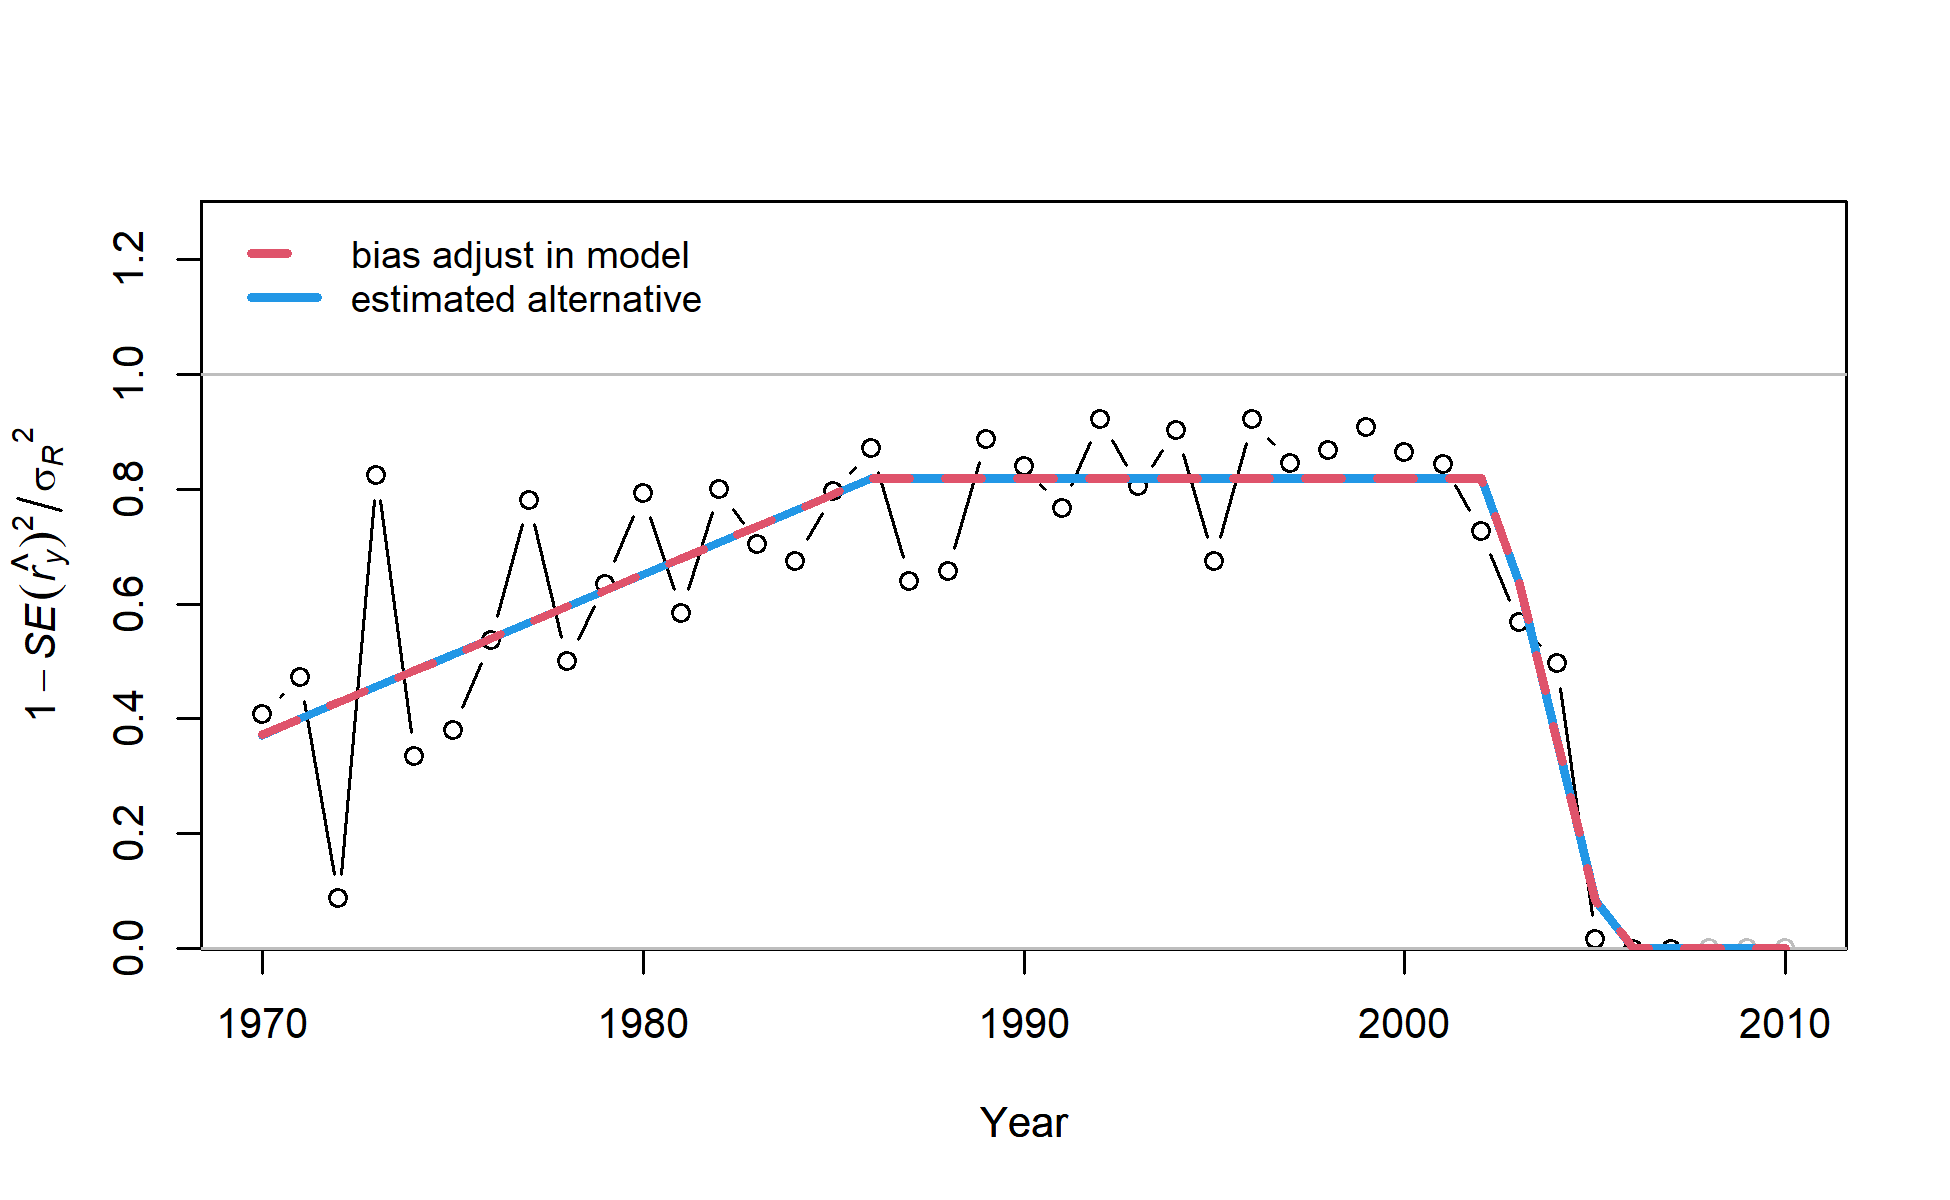 bias adjust in model
estimated alternative
1 − SE(r̂y)² / σR²
1.2
1.0
0.8
0.6
0.4
0.2
0.0
1970 1980 1990 2000 2010
Year